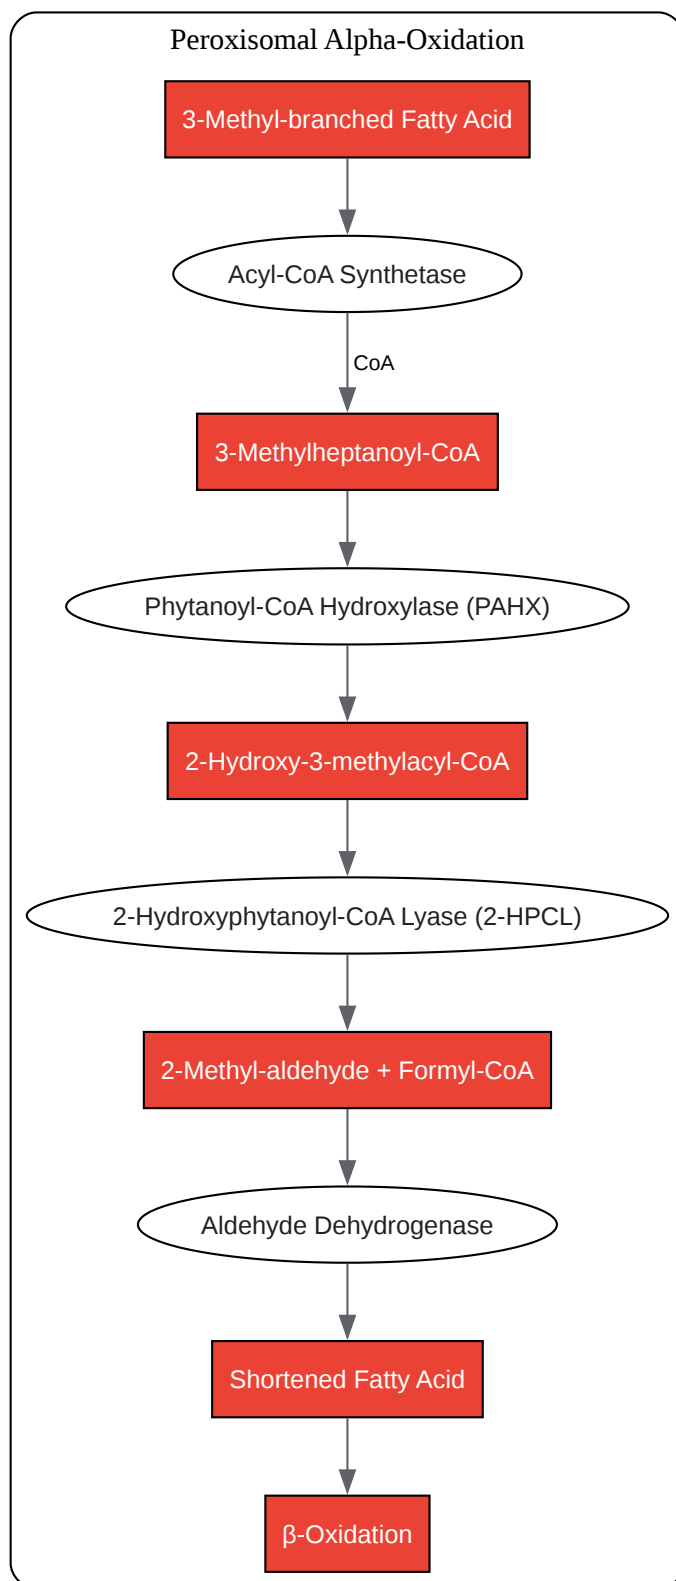 Peroxisomal Alpha-Oxidation
3-Methyl-branched Fatty Acid
Acyl-CoA Synthetase
CoA
3-Methylheptanoyl-CoA
Phytanoyl-CoA Hydroxylase (PAHX)
2-Hydroxy-3-methylacyl-CoA
2-Hydroxyphytanoyl-CoA Lyase (2-HPCL)
2-Methyl-aldehyde + Formyl-CoA
Aldehyde Dehydrogenase
Shortened Fatty Acid
β-Oxidation